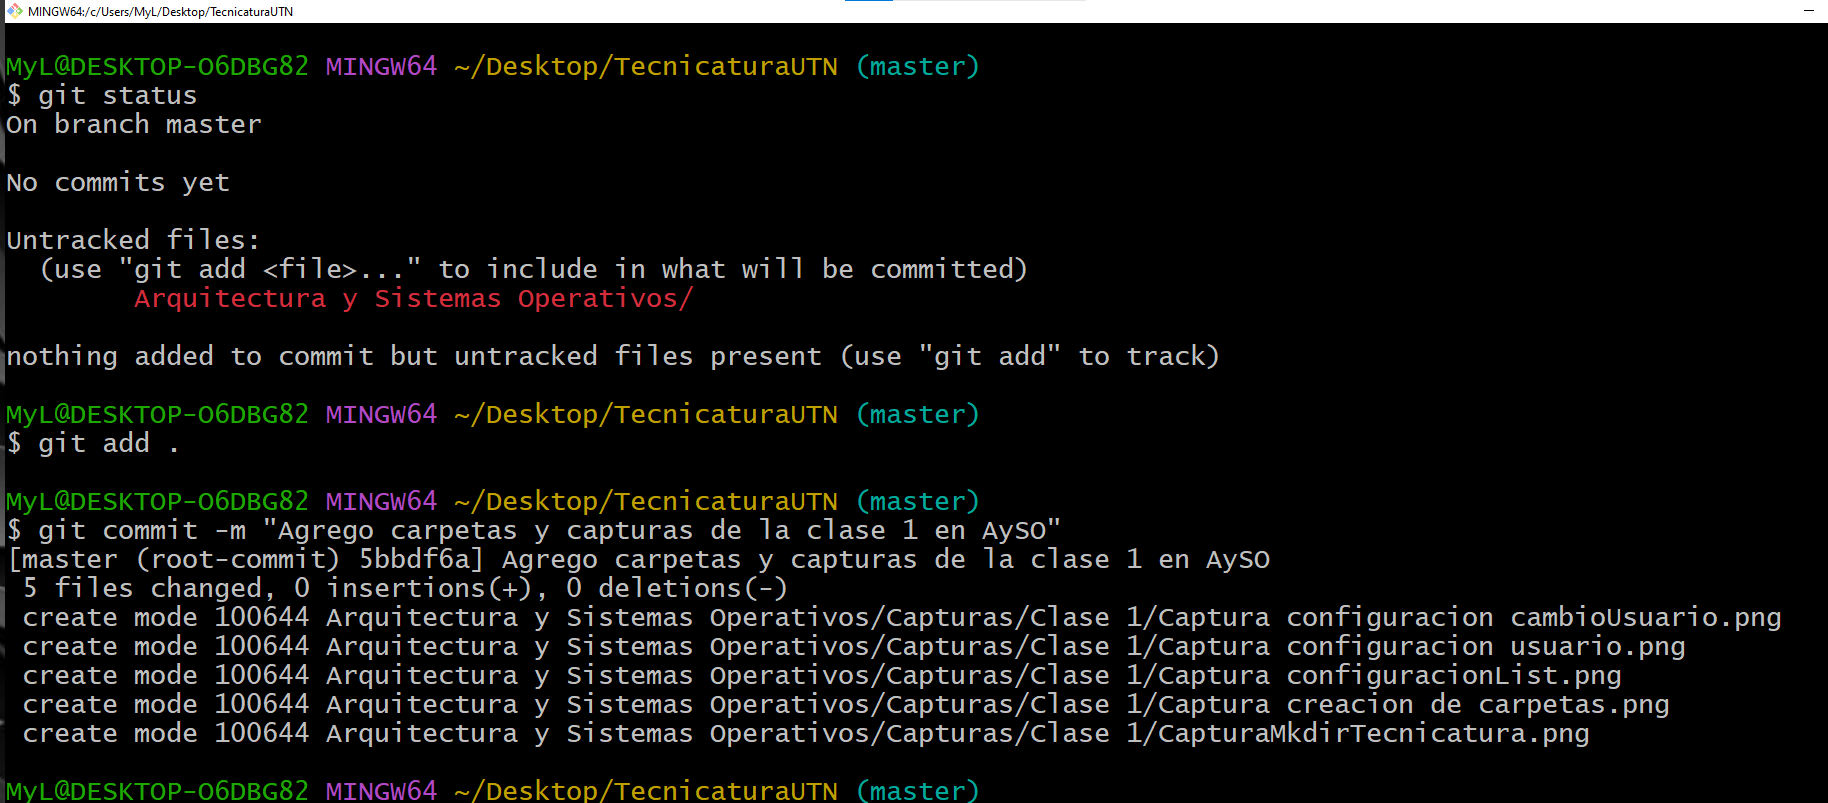 MINGW64:/c/Users/MyL/Desktop/TecnicaturaUTN
MyL@DESKTOP-O6DBG82 MINGW64 ~/Desktop/TecnicaturaUTN (master)
$ git status
On branch master
No commits yet
Untracked files:
(use "git add <file>..." to include in what will be committed)
Arquitectura y Sistemas Operativos/
nothing added to commit but untracked files present (use "git add" to track)
MyL@DESKTOP-O6DBG82 MINGW64 ~/Desktop/TecnicaturaUTN (master)
$ git add .
MyL@DESKTOP-O6DBG82 MINGW64 ~/Desktop/TecnicaturaUTN (master)
$ git commit -m "Agrego carpetas y capturas de la clase 1 en AySO"
[master (root-commit) 5bbdf6a] Agrego carpetas y capturas de la clase 1 en AySO
5 files changed, 0 insertions(+), 0 deletions(-)
create mode 100644 Arquitectura y Sistemas Operativos/Capturas/Clase 1/Captura configuracion cambioUsuario.png
create mode 100644 Arquitectura y Sistemas Operativos/Capturas/Clase 1/Captura configuracion usuario.png
create mode 100644 Arquitectura y Sistemas Operativos/Capturas/Clase 1/Captura configuracionList.png
create mode 100644 Arquitectura y Sistemas Operativos/Capturas/Clase 1/Captura creacion de carpetas.png
create mode 100644 Arquitectura y Sistemas Operativos/Capturas/Clase 1/CapturaMkdirTecnicatura.png
MyL@DESKTOP-O6DBG82 MINGW64 ~/Desktop/TecnicaturaUTN (master)